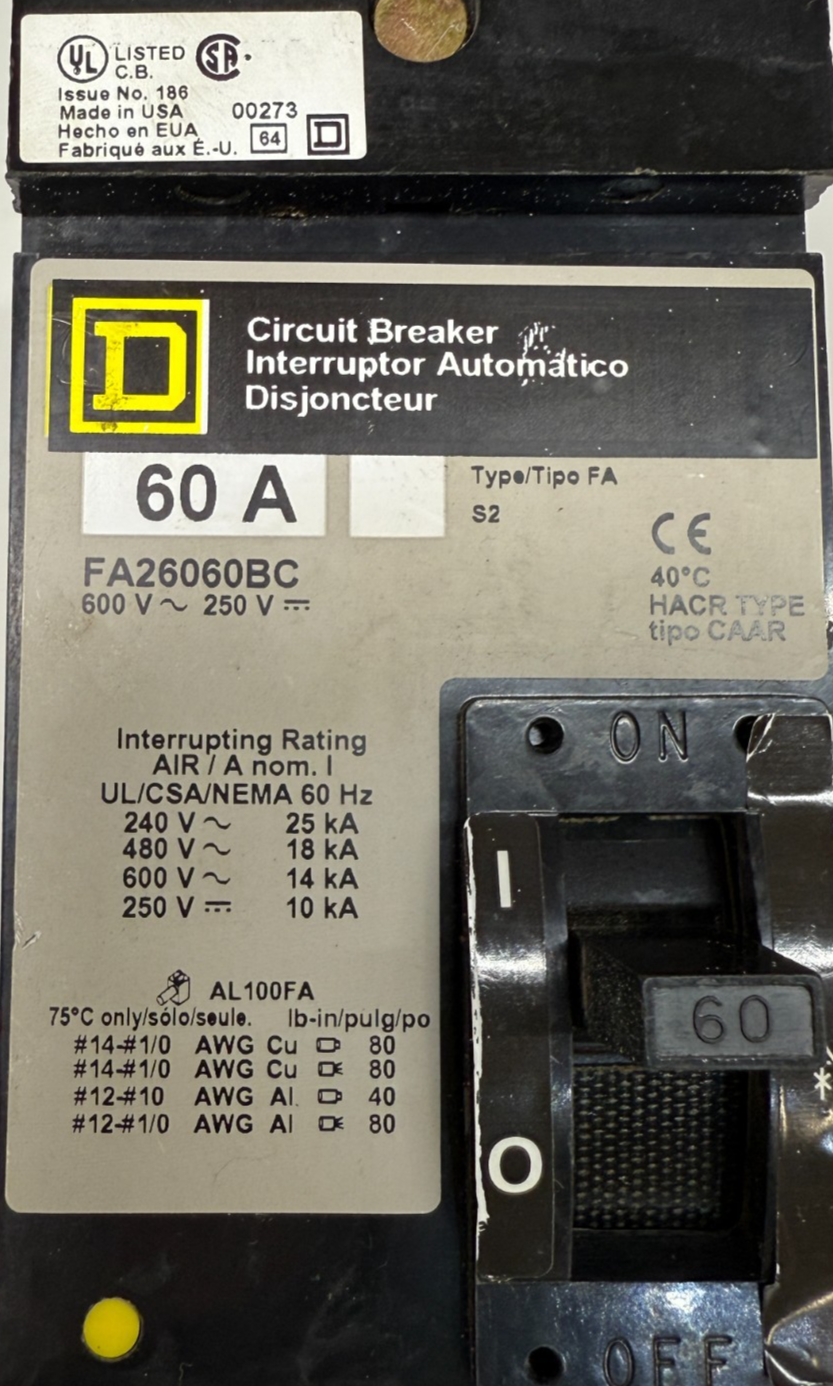 UL LISTED C.B. SA
Issue No. 186
Made in USA 00273
Hecho en EUA 64 D
Fabriqué aux É.-U.
D
Circuit Breaker
Interruptor Automático
Disjoncteur
60 A
Type/Tipo FA
S2
CE
FA26060BC
600 V ~ 250 V ⎓
40°C
HACR TYPE
tipo CAAR
Interrupting Rating
AIR / A nom. I
UL/CSA/NEMA 60 Hz
240 V ~ 25 kA
480 V ~ 18 kA
600 V ~ 14 kA
250 V ⎓ 10 kA
AL100FA
75°C only/sólo/seule. lb-in/pulg/po
#14-#1/0 AWG Cu 80
#14-#1/0 AWG Cu 80
#12-#10 AWG Al 40
#12-#1/0 AWG Al 80
ON
I
60
*
O
OFF